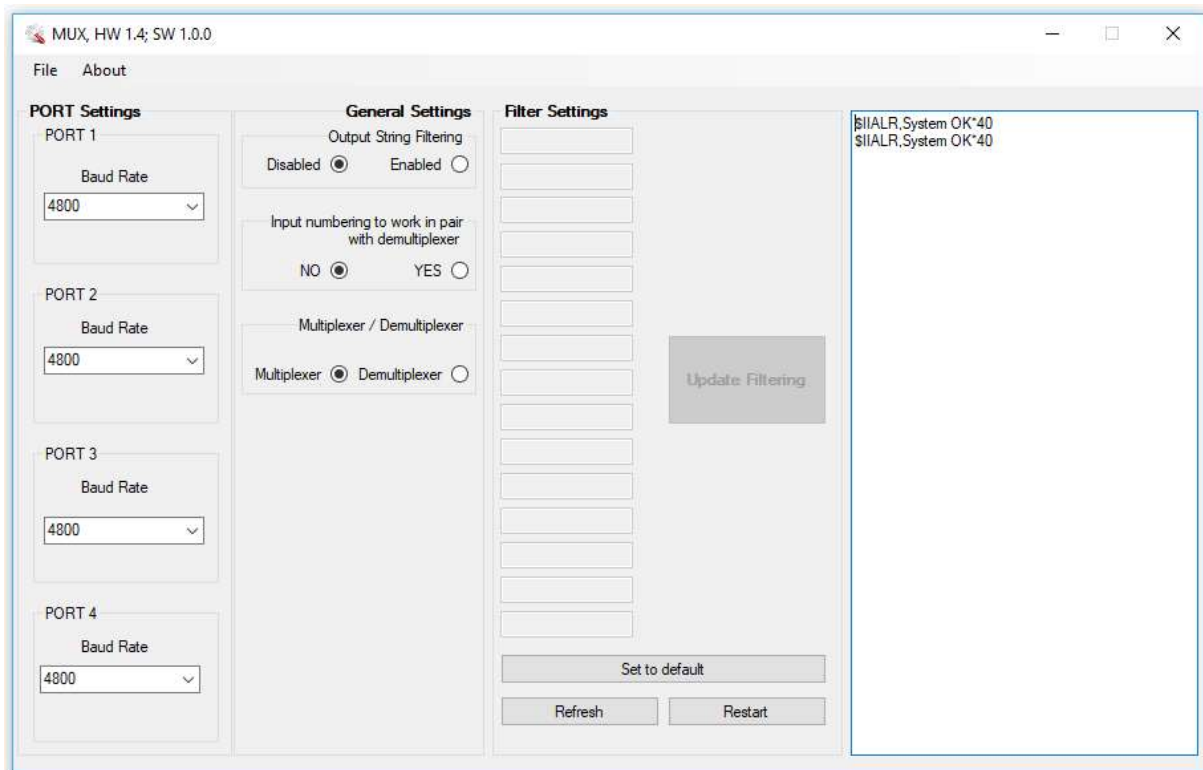 MUX, HW 1.4; SW 1.0.0
File About
PORT Settings
PORT 1
Baud Rate
4800
PORT 2
Baud Rate
4800
PORT 3
Baud Rate
4800
PORT 4
Baud Rate
4800
General Settings
Output String Filtering
Disabled Enabled
Input numbering to work in pair
with demultiplexer
NO YES
Multiplexer / Demultiplexer
Multiplexer Demultiplexer
Filter Settings
Update Filtering
Set to default
Refresh Restart
$IIALR,System OK*40
$IIALR,System OK*40